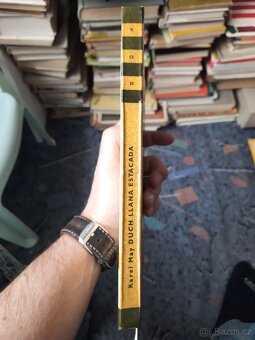 Karel May DUCH LLANA ESTACADA
D O K
Bazos.cz